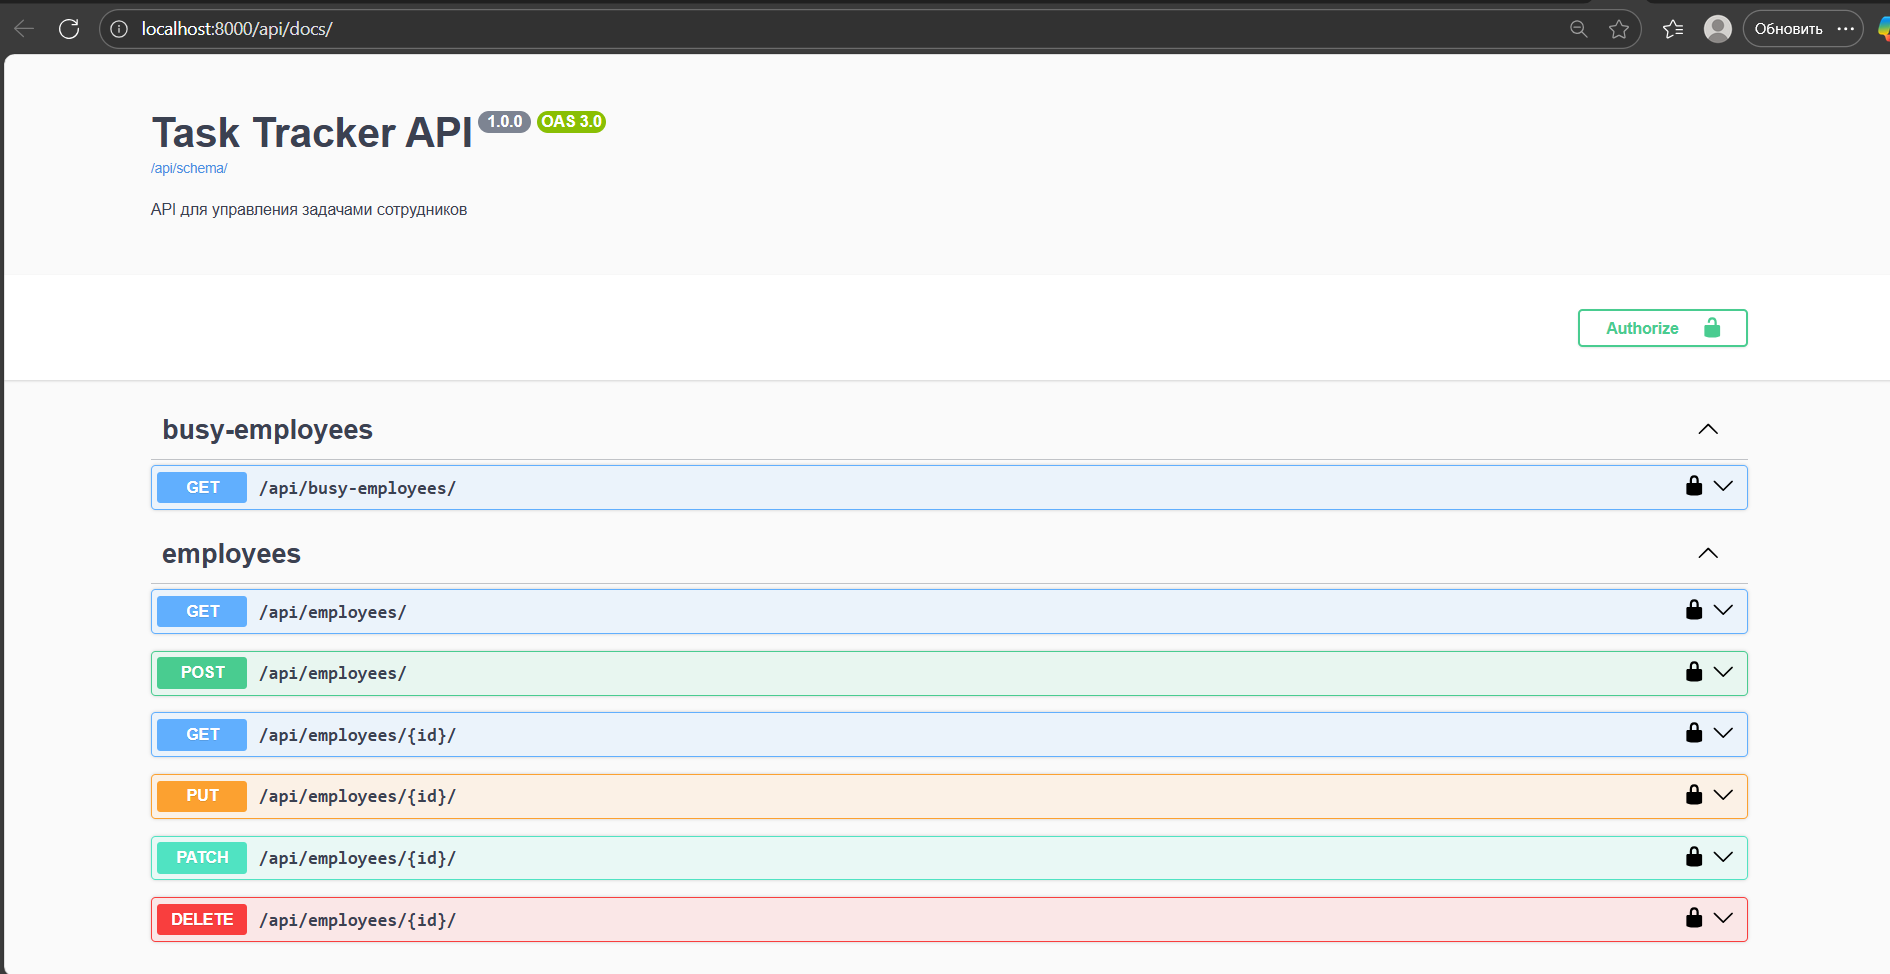 localhost:8000/api/docs/
Обновить
Task Tracker API 1.0.0 OAS 3.0
/api/schema/
API для управления задачами сотрудников
Authorize
busy-employees
GET /api/busy-employees/
employees
GET /api/employees/
POST /api/employees/
GET /api/employees/{id}/
PUT /api/employees/{id}/
PATCH /api/employees/{id}/
DELETE /api/employees/{id}/